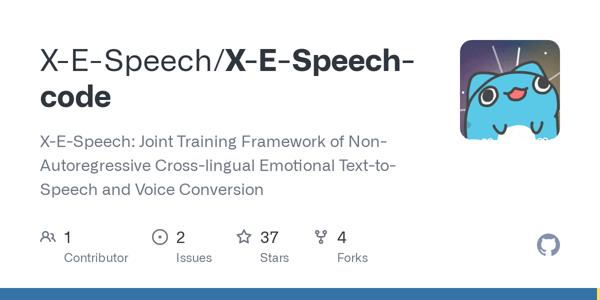 X-E-Speech/X-E-Speech-
code
X-E-Speech: Joint Training Framework of Non-
Autoregressive Cross-lingual Emotional Text-to-
Speech and Voice Conversion
1 2 37 4
Contributor Issues Stars Forks